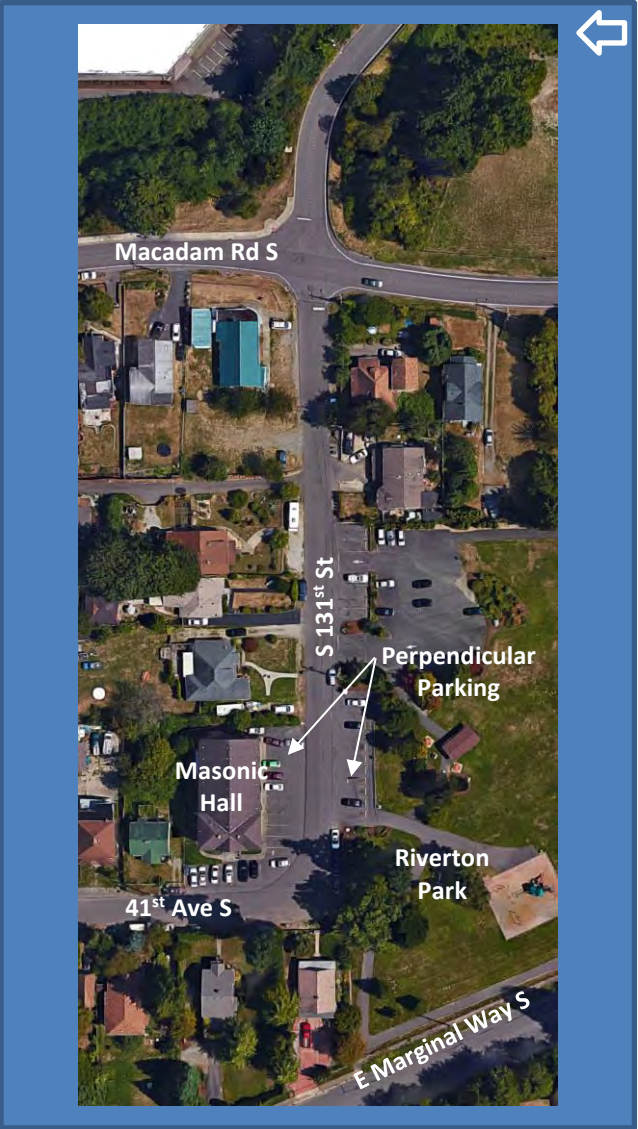 Macadam Rd S
S 131st St
Perpendicular
Parking
Masonic
Hall
Riverton
Park
41st Ave S
E Marginal Way S